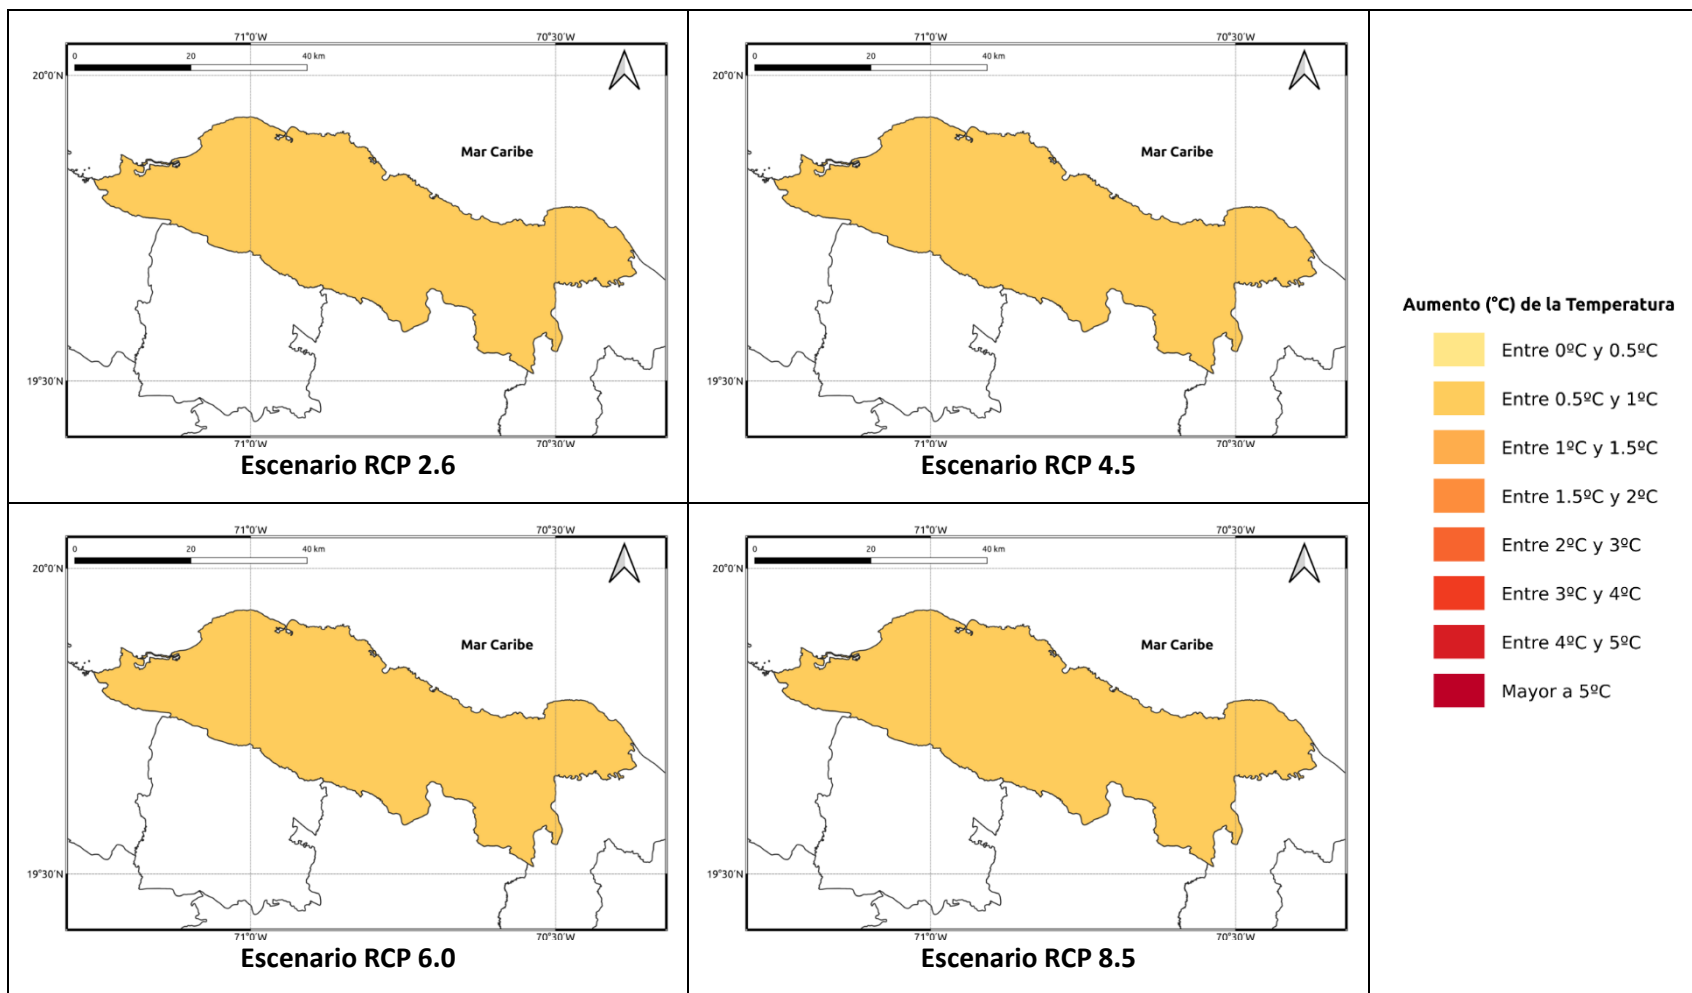 71°0'W 70°30'W
0 20 40 km
20°0'N
Mar Caribe
19°30'N
71°0'W 70°30'W
Escenario RCP 2.6
71°0'W 70°30'W
0 20 40 km
20°0'N
Mar Caribe
19°30'N
71°0'W 70°30'W
Escenario RCP 4.5
71°0'W 70°30'W
0 20 40 km
20°0'N
Mar Caribe
19°30'N
71°0'W 70°30'W
Escenario RCP 6.0
71°0'W 70°30'W
0 20 40 km
20°0'N
Mar Caribe
19°30'N
71°0'W 70°30'W
Escenario RCP 8.5
Aumento (°C) de la Temperatura
Entre 0ºC y 0.5ºC
Entre 0.5ºC y 1ºC
Entre 1ºC y 1.5ºC
Entre 1.5ºC y 2ºC
Entre 2ºC y 3ºC
Entre 3ºC y 4ºC
Entre 4ºC y 5ºC
Mayor a 5ºC